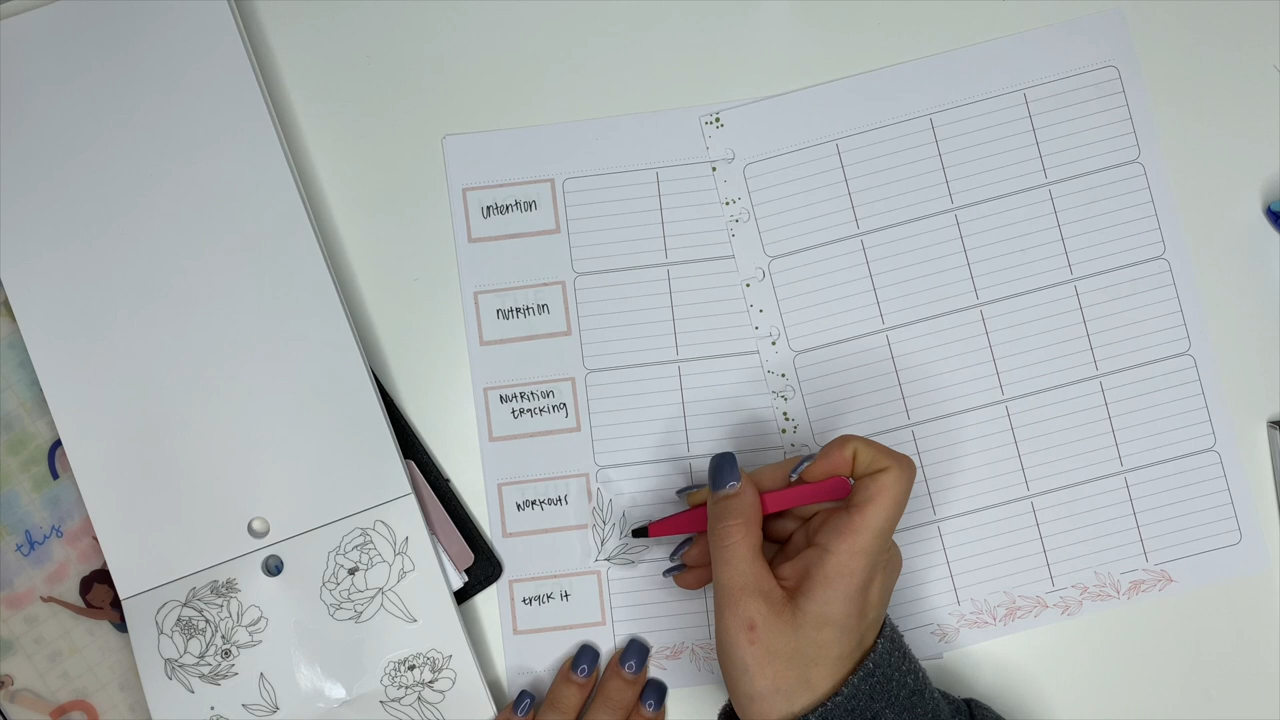 this
intention
nutrition
NUTRITION
tracking
workouts
track it